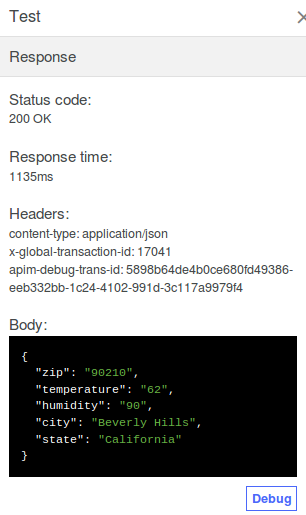 Test
Response
Status code:
200 OK
Response time:
1135ms
Headers:
content-type: application/json
x-global-transaction-id: 17041
apim-debug-trans-id: 5898b64de4b0ce680fd49386-
eeb332bb-1c24-4102-991d-3c117a9979f4
Body:
{
  "zip": "90210",
  "temperature": "62",
  "humidity": "90",
  "city": "Beverly Hills",
  "state": "California"
}
Debug